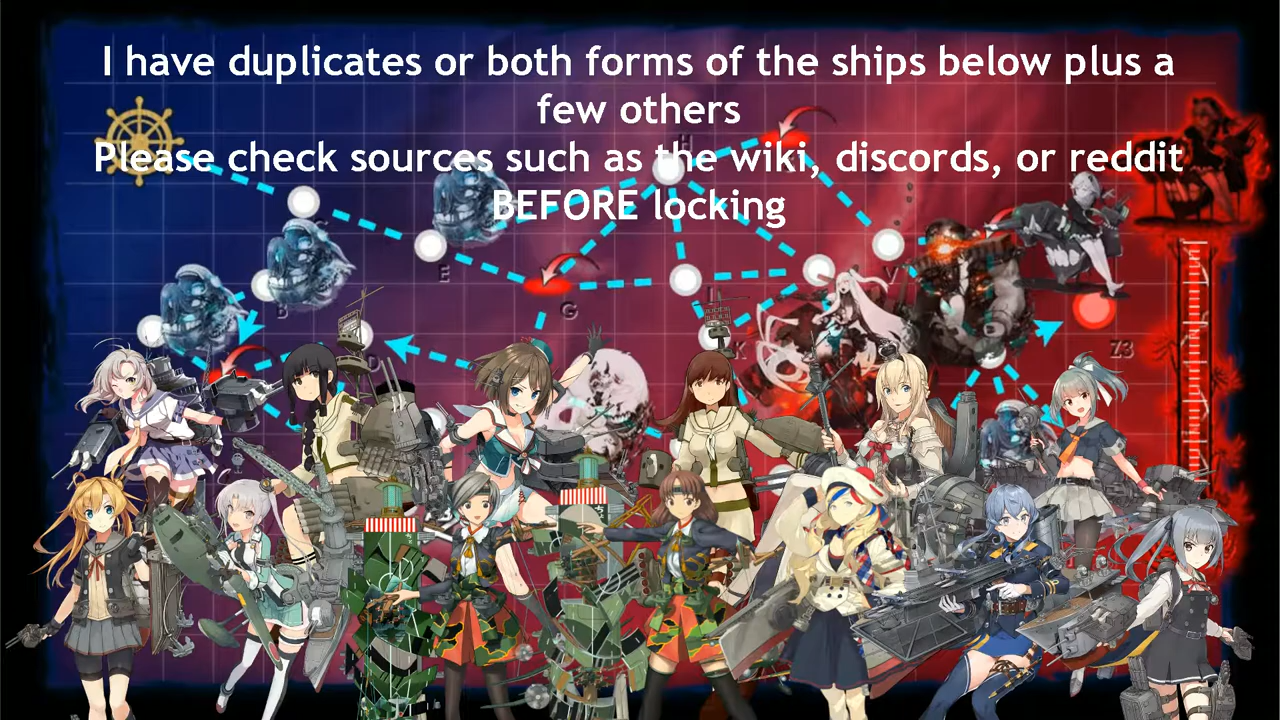 I have duplicates or both forms of the ships below plus a
few others
Please check sources such as the wiki, discords, or reddit
BEFORE locking
H
E
G
B
I
V
K
D
Z3